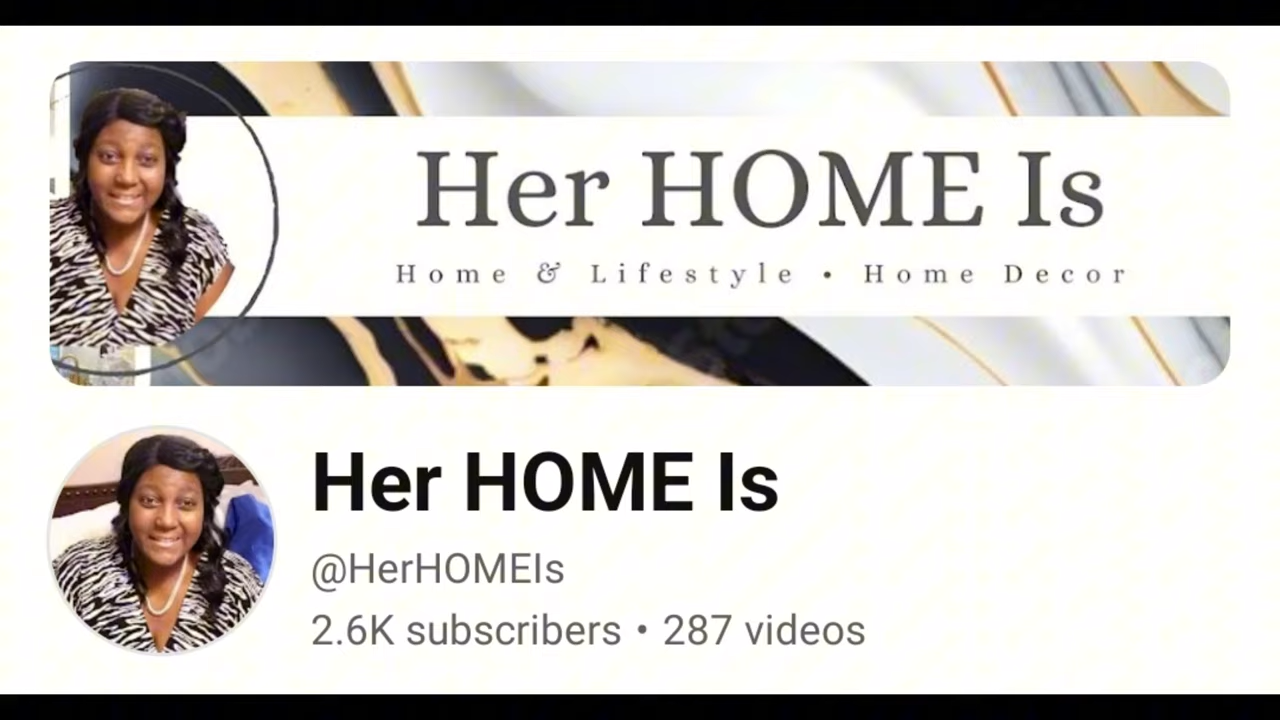 Her HOME Is
Home & Lifestyle • Home Decor
Her HOME Is
@HerHOMEIs
2.6K subscribers • 287 videos